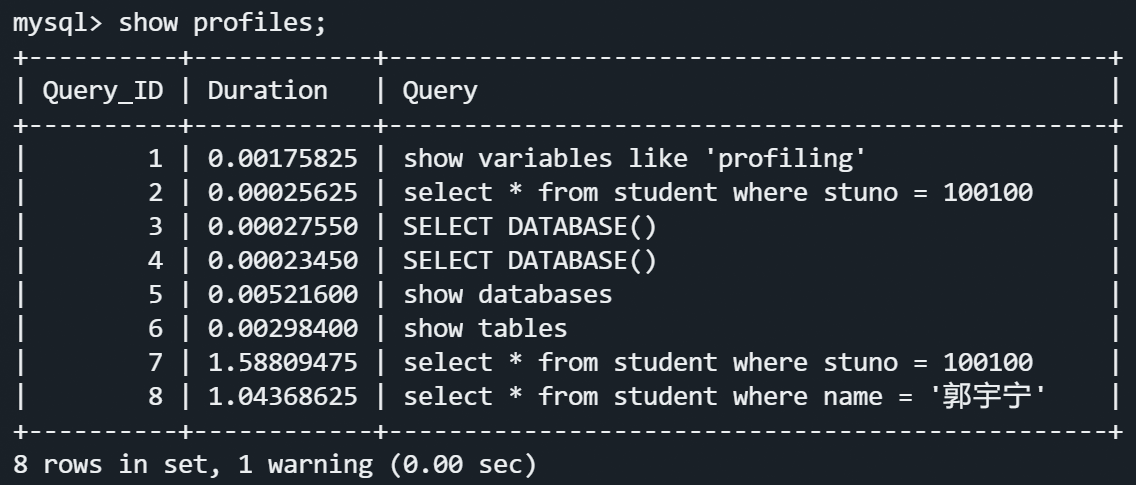 mysql> show profiles;
+----------+------------+------------------------------------------------+
| Query_ID | Duration   | Query                                          |
+----------+------------+------------------------------------------------+
|        1 | 0.00175825 | show variables like 'profiling'                |
|        2 | 0.00025625 | select * from student where stuno = 100100     |
|        3 | 0.00027550 | SELECT DATABASE()                              |
|        4 | 0.00023450 | SELECT DATABASE()                              |
|        5 | 0.00521600 | show databases                                 |
|        6 | 0.00298400 | show tables                                    |
|        7 | 1.58809475 | select * from student where stuno = 100100     |
|        8 | 1.04368625 | select * from student where name = '郭宇宁'    |
+----------+------------+------------------------------------------------+
8 rows in set, 1 warning (0.00 sec)